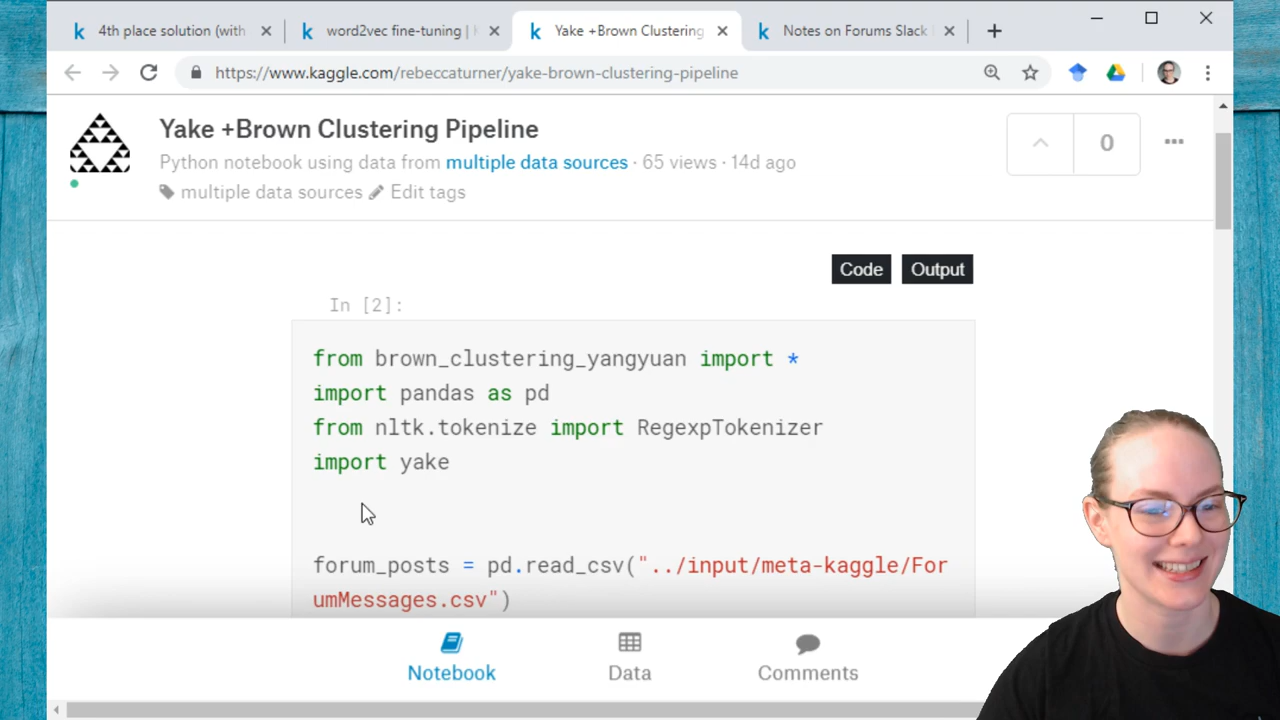 4th place solution (with
word2vec fine-tuning |
Yake +Brown Clustering
Notes on Forums Slack
https://www.kaggle.com/rebeccaturner/yake-brown-clustering-pipeline
Yake +Brown Clustering Pipeline
Python notebook using data from multiple data sources · 65 views · 14d ago
multiple data sources Edit tags
0
Code Output
In [2]:
from brown_clustering_yangyuan import *
import pandas as pd
from nltk.tokenize import RegexpTokenizer
import yake
forum_posts = pd.read_csv("../input/meta-kaggle/For
umMessages.csv")
Notebook Data Comments